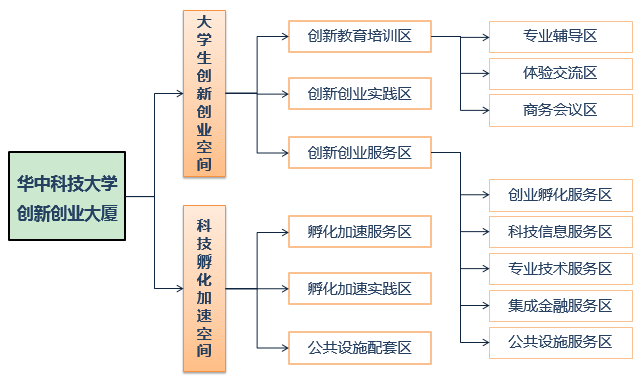 华中科技大学
创新创业大厦
大学生创新创业空间
创新教育培训区
专业辅导区
体验交流区
商务会议区
创新创业实践区
创新创业服务区
创业孵化服务区
科技信息服务区
专业技术服务区
集成金融服务区
公共设施服务区
科技孵化加速空间
孵化加速服务区
孵化加速实践区
公共设施配套区